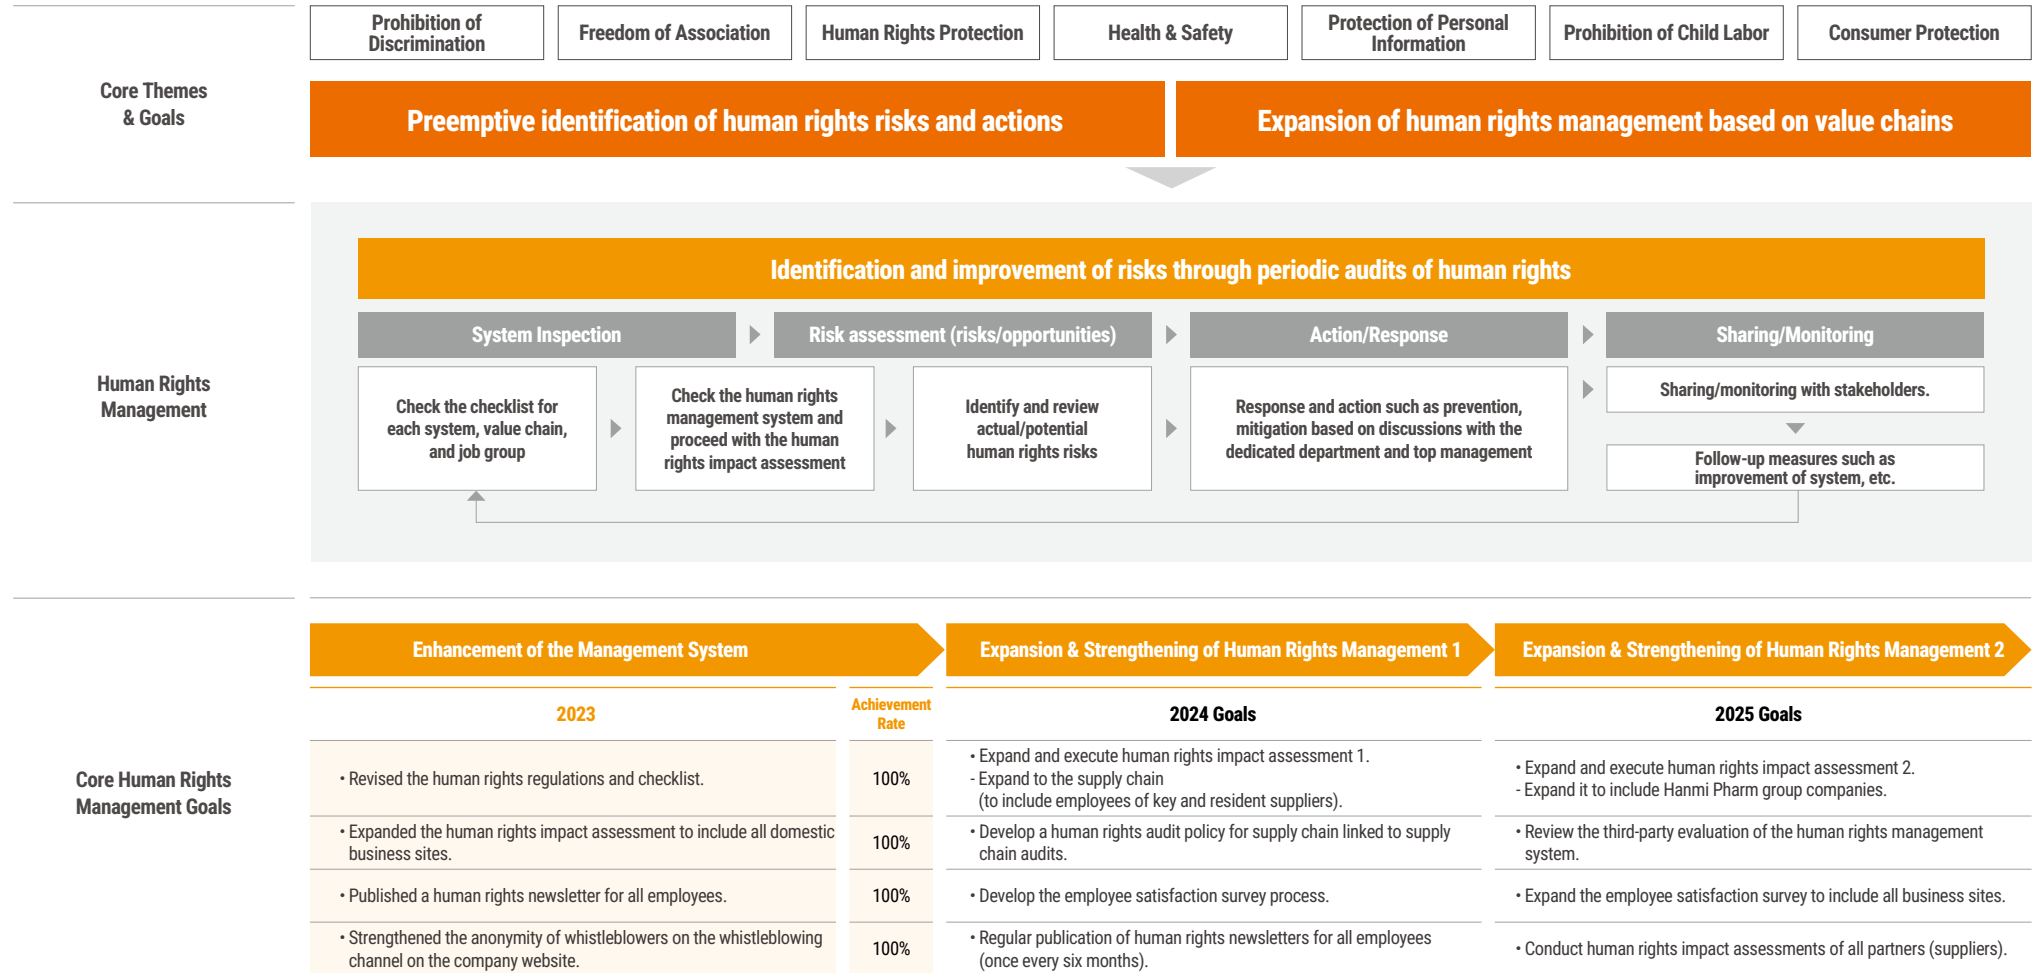 Core Themes
& Goals
Prohibition of
Discrimination
Freedom of Association
Human Rights Protection
Health & Safety
Protection of Personal
Information
Prohibition of Child Labor
Consumer Protection
Preemptive identification of human rights risks and actions
Expansion of human rights management based on value chains
Human Rights
Management
Identification and improvement of risks through periodic audits of human rights
System Inspection
Risk assessment (risks/opportunities)
Action/Response
Sharing/Monitoring
Check the checklist for
each system, value chain,
and job group
Check the human rights
management system and
proceed with the human
rights impact assessment
Identify and review
actual/potential
human rights risks
Response and action such as prevention,
mitigation based on discussions with the
dedicated department and top management
Sharing/monitoring with stakeholders.
Follow-up measures such as
improvement of system, etc.
Core Human Rights
Management Goals
Enhancement of the Management System
Expansion & Strengthening of Human Rights Management 1
Expansion & Strengthening of Human Rights Management 2
2023
Achievement
Rate
2024 Goals
2025 Goals
• Revised the human rights regulations and checklist.
100%
• Expand and execute human rights impact assessment 1.
- Expand to the supply chain
(to include employees of key and resident suppliers).
• Expand and execute human rights impact assessment 2.
- Expand it to include Hanmi Pharm group companies.
• Expanded the human rights impact assessment to include all domestic
business sites.
100%
• Develop a human rights audit policy for supply chain linked to supply
chain audits.
• Review the third-party evaluation of the human rights management
system.
• Published a human rights newsletter for all employees.
100%
• Develop the employee satisfaction survey process.
• Expand the employee satisfaction survey to include all business sites.
• Strengthened the anonymity of whistleblowers on the whistleblowing
channel on the company website.
100%
• Regular publication of human rights newsletters for all employees
(once every six months).
• Conduct human rights impact assessments of all partners (suppliers).